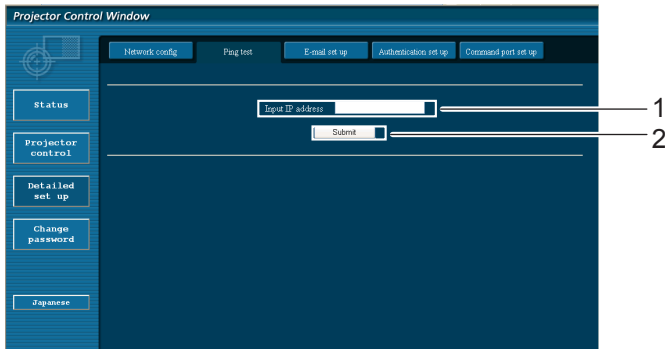 Projector Control Window
Network config
Ping test
E-mail set up
Authentication set up
Command port set up
Status
Projector
control
Detailed
set up
Change
password
Japanese
Input IP address
Submit
1
2